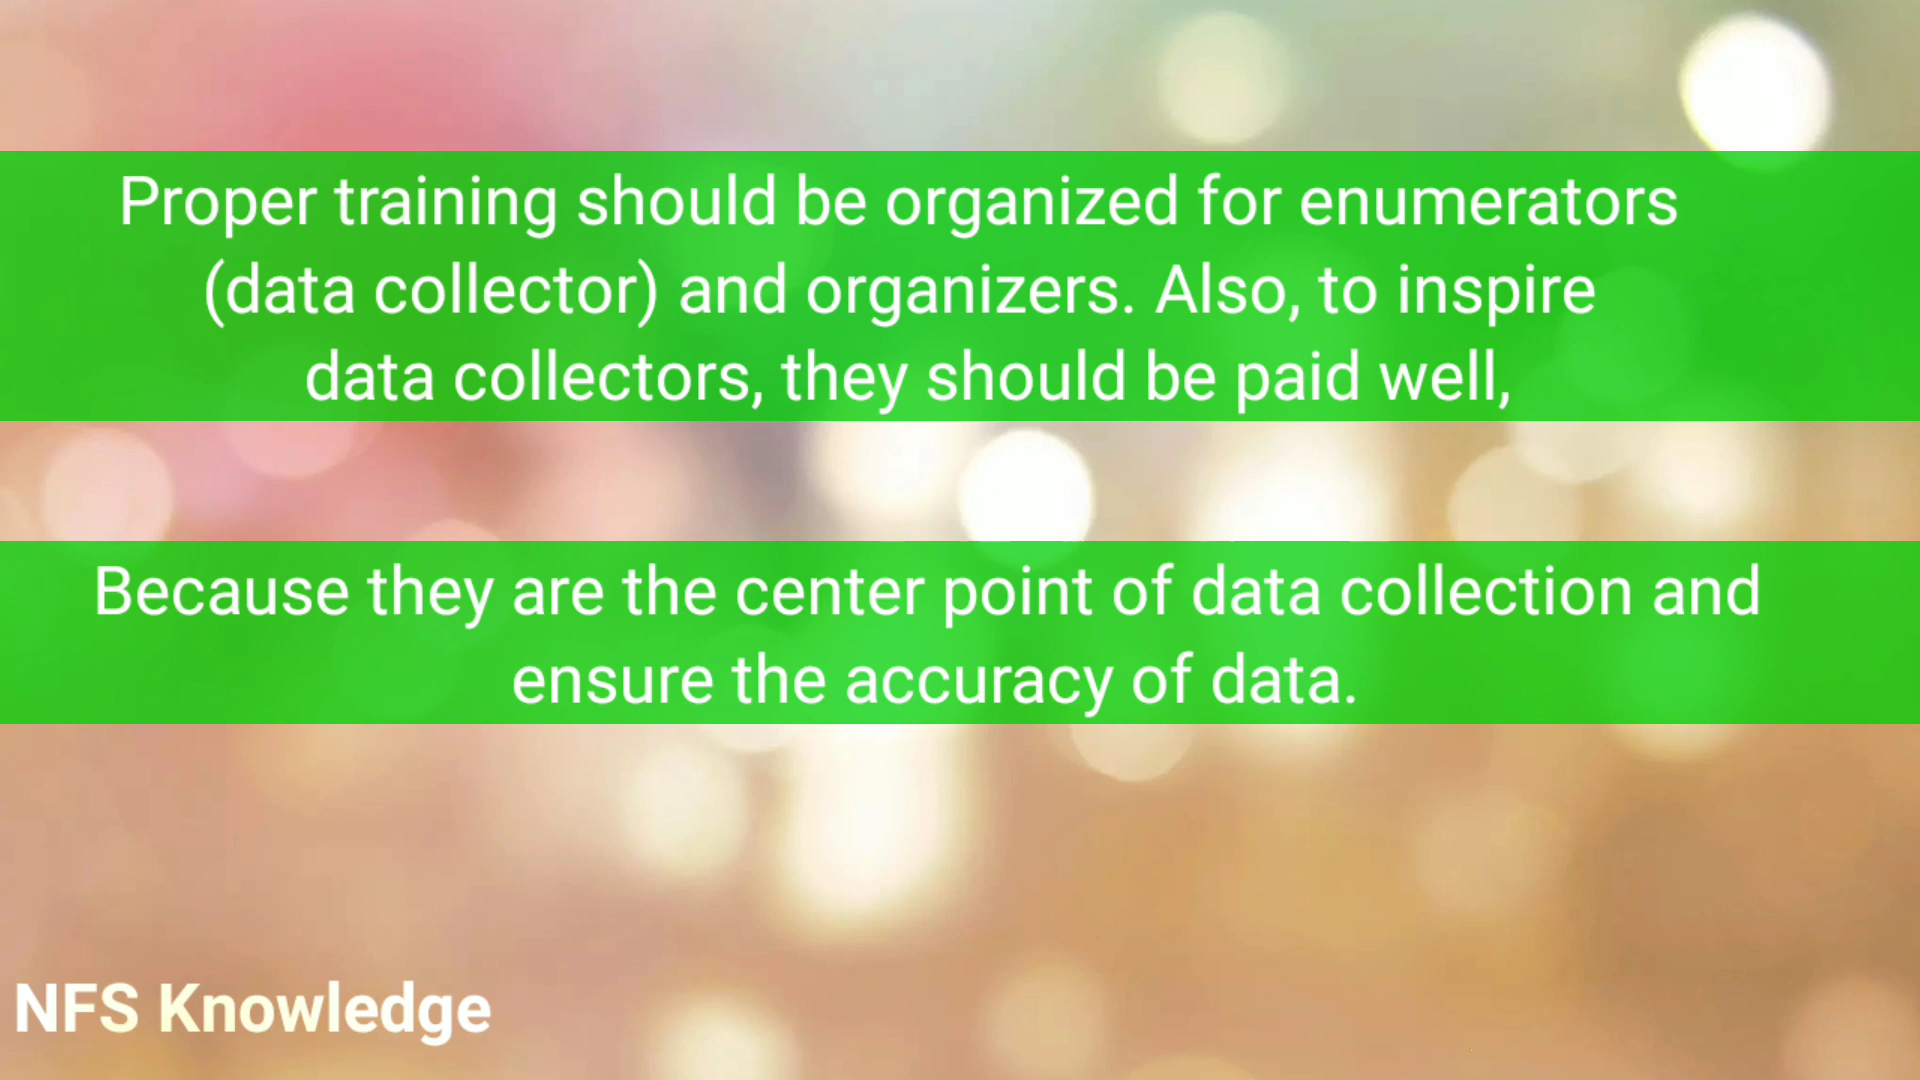 Proper training should be organized for enumerators
(data collector) and organizers. Also, to inspire
data collectors, they should be paid well,
Because they are the center point of data collection and
ensure the accuracy of data.
NFS Knowledge